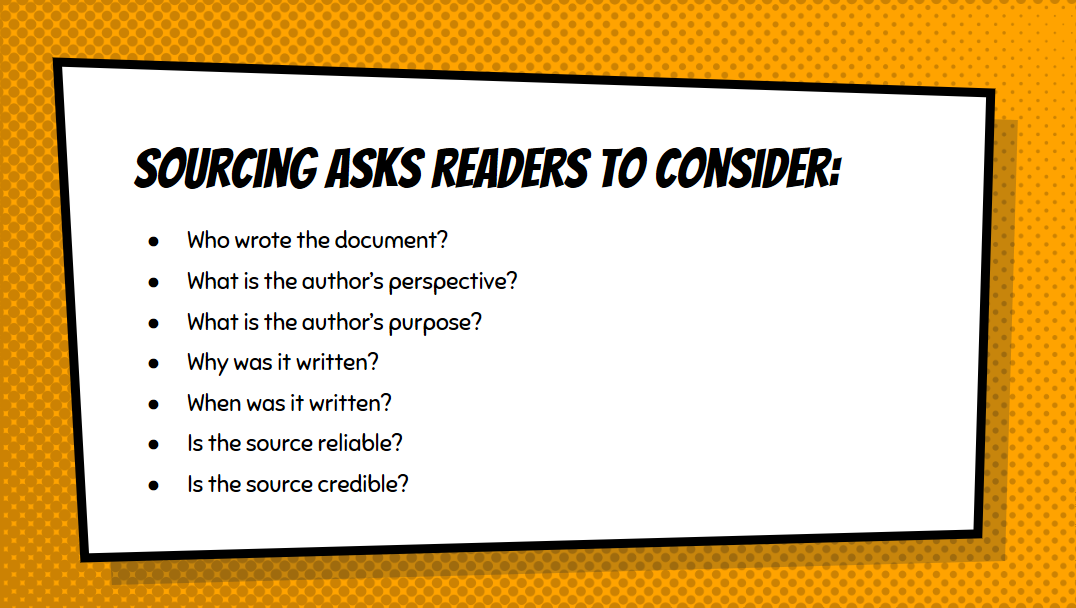 SOURCING ASKS READERS TO CONSIDER:
● Who wrote the document?
● What is the author’s perspective?
● What is the author’s purpose?
● Why was it written?
● When was it written?
● Is the source reliable?
● Is the source credible?